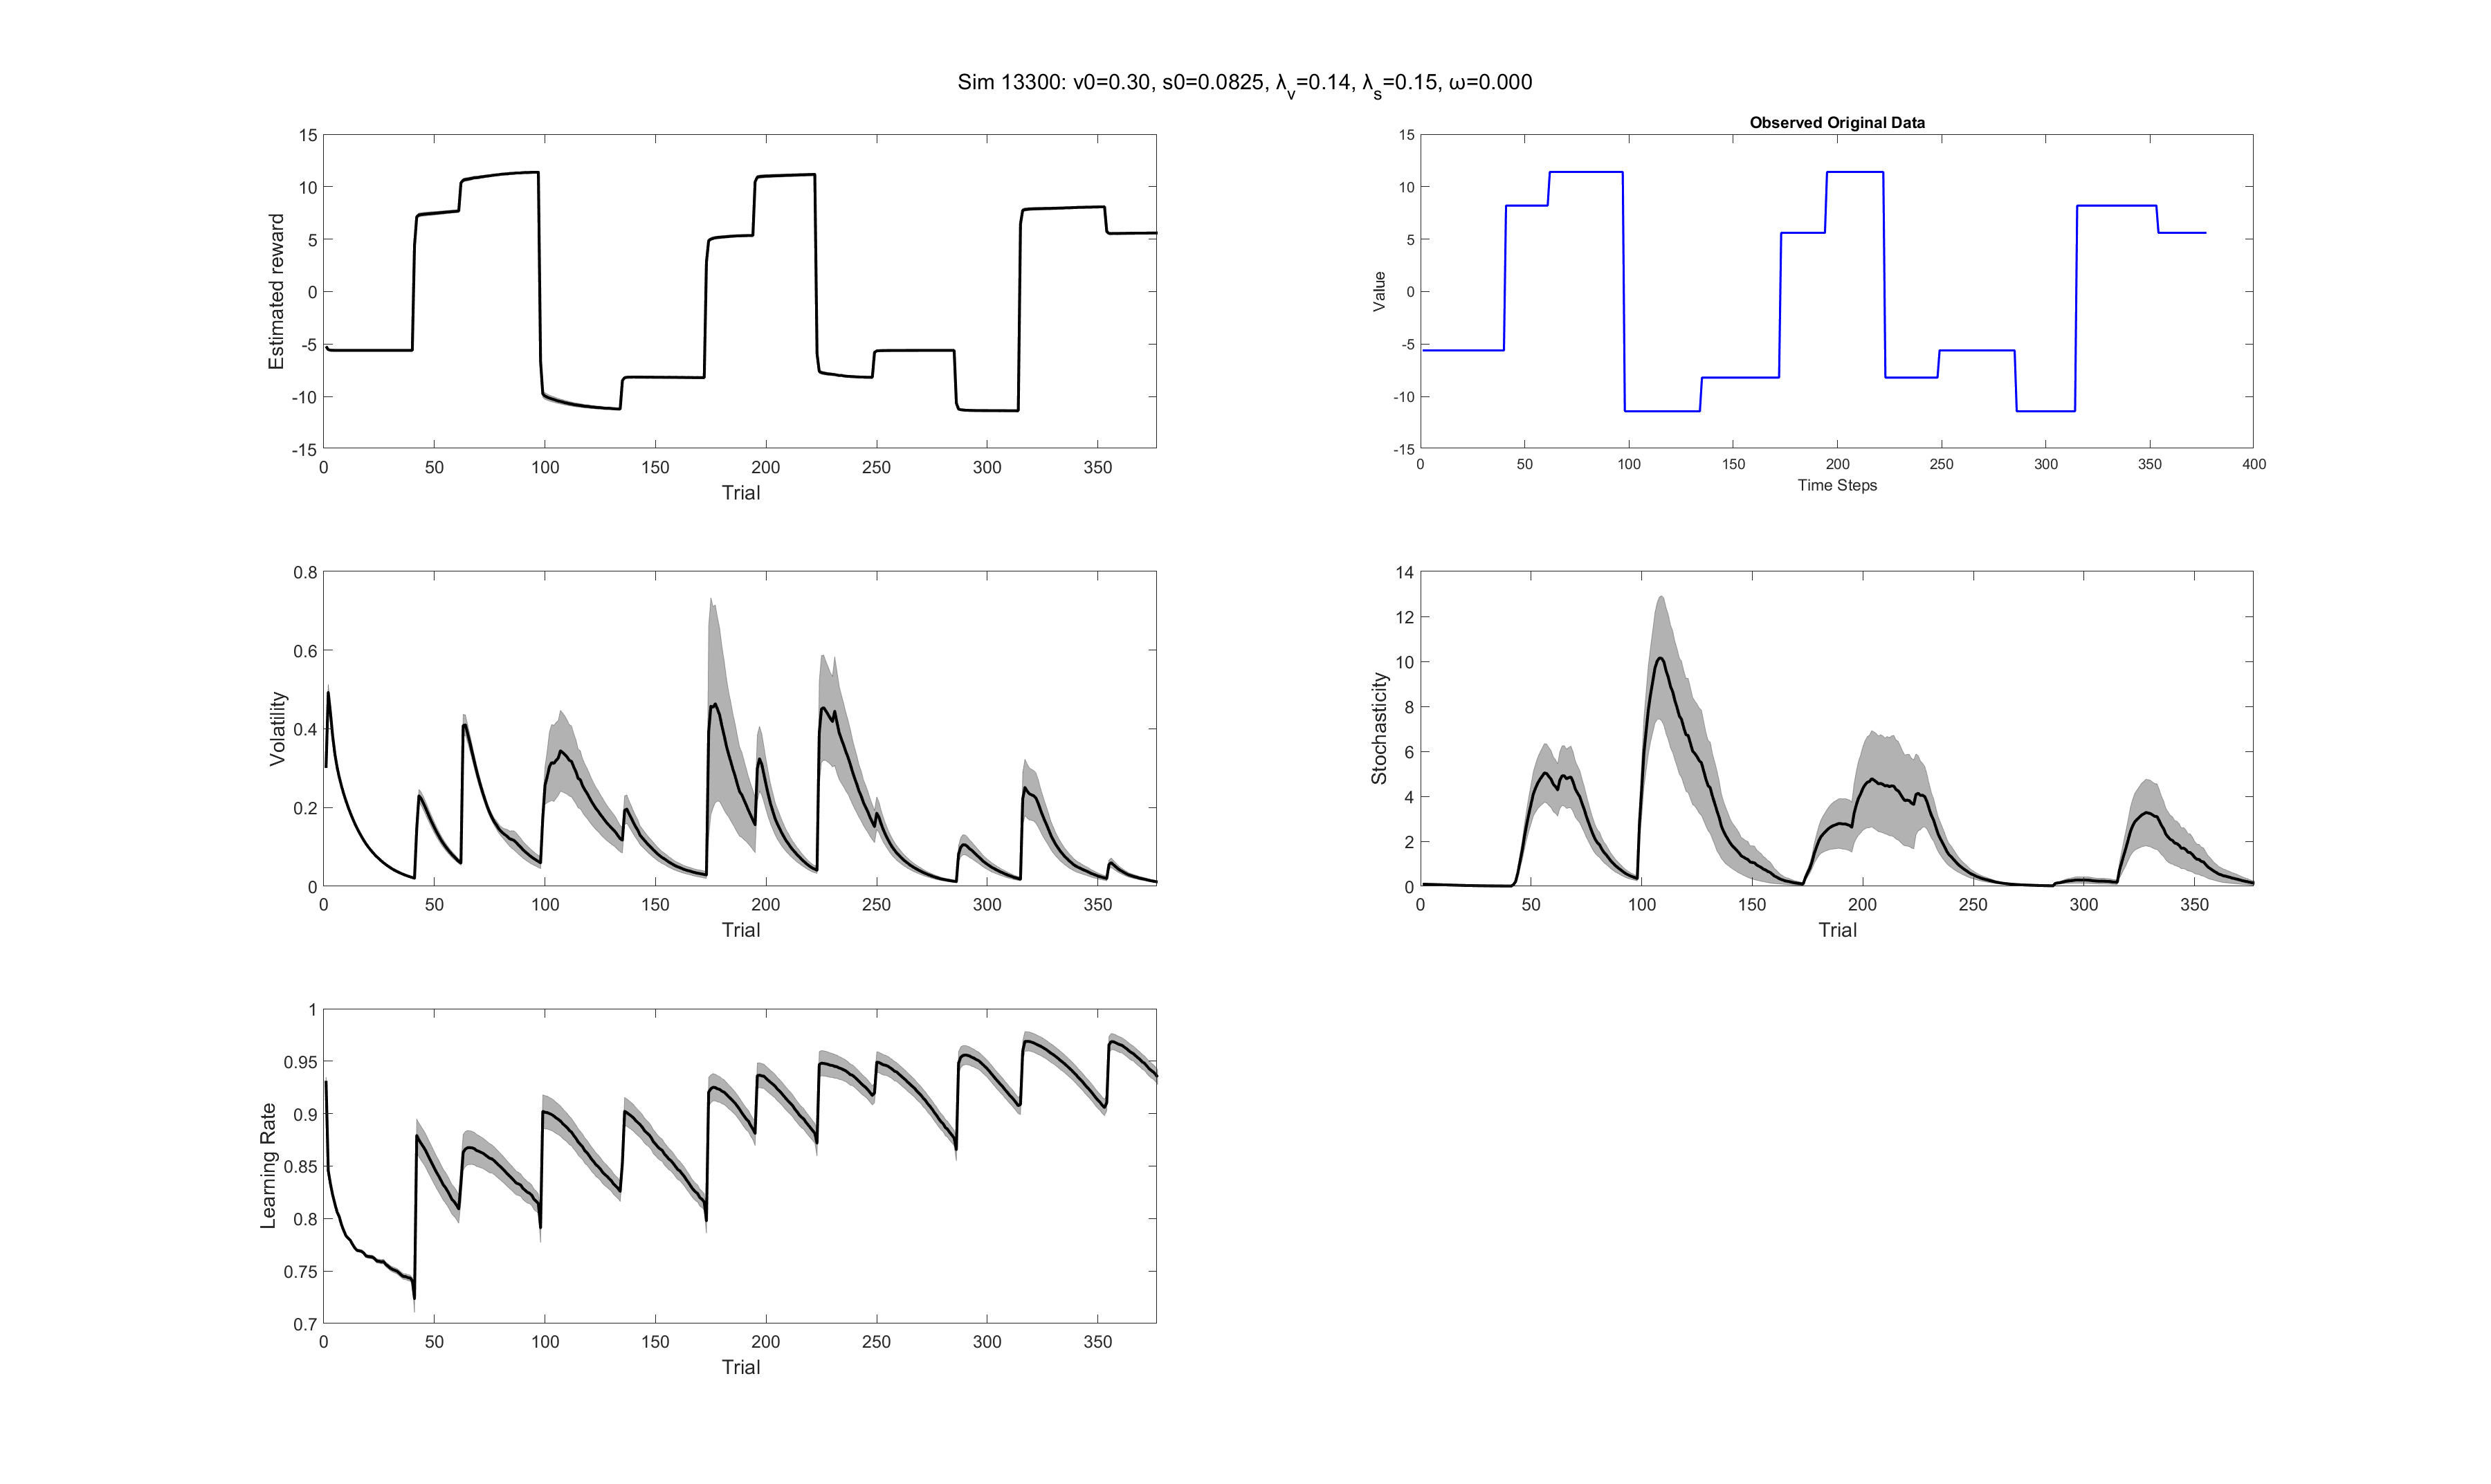 Sim 13300: v0=0.30, s0=0.0825, λv=0.14, λs=0.15, ω=0.000
15
10
5
0
-5
-10
-15
0 50 100 150 200 250 300 350
Estimated reward
Trial
Observed Original Data
15
10
5
0
-5
-10
-15
0 50 100 150 200 250 300 350 400
Value
Time Steps
0.8
0.6
0.4
0.2
0
0 50 100 150 200 250 300 350
Volatility
Trial
14
12
10
8
6
4
2
0
0 50 100 150 200 250 300 350
Stochasticity
Trial
1
0.95
0.9
0.85
0.8
0.75
0.7
0 50 100 150 200 250 300 350
Learning Rate
Trial